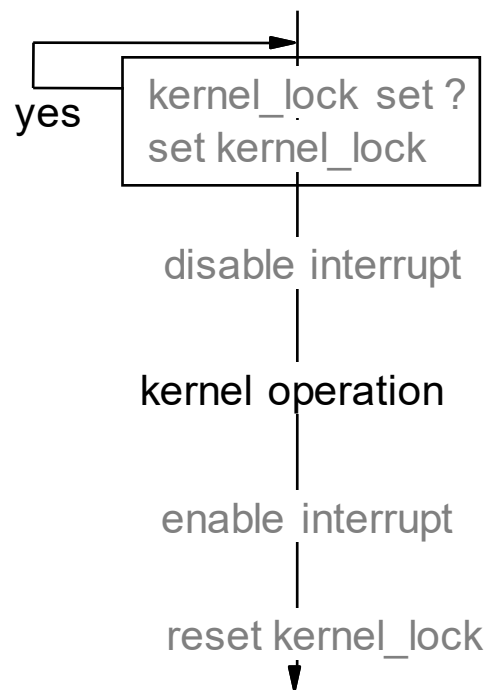 kernel_lock set ?
yes
set kernel_lock
disable interrupt
kernel operation
enable interrupt
reset kernel_lock